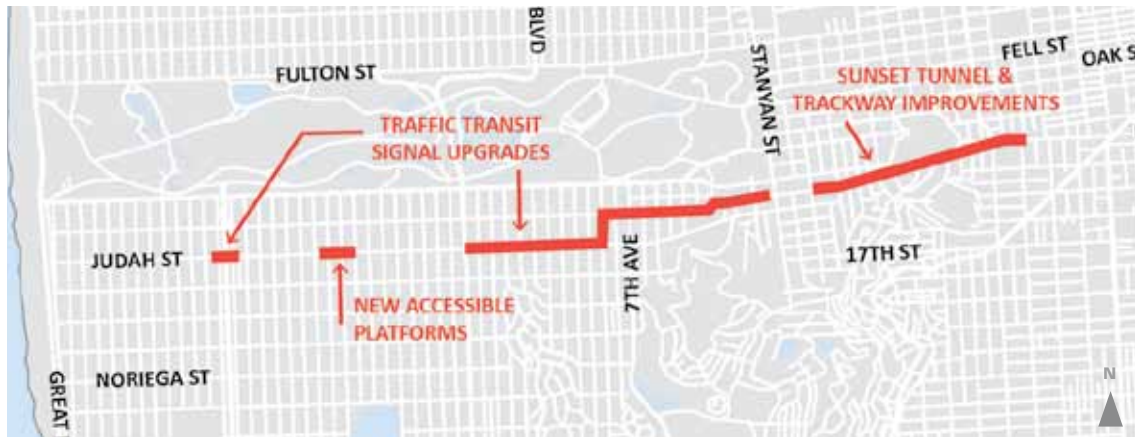 BLVD
FULTON ST
STANYAN ST
FELL ST
OAK S
SUNSET TUNNEL &
TRACKWAY IMPROVEMENTS
TRAFFIC TRANSIT
SIGNAL UPGRADES
JUDAH ST
7TH AVE
17TH ST
NEW ACCESSIBLE
PLATFORMS
NORIEGA ST
GREAT
N